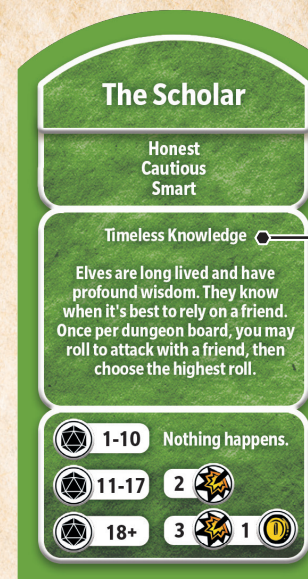 The Scholar
Honest
Cautious
Smart
Timeless Knowledge
Elves are long lived and have
profound wisdom. They know
when it's best to rely on a friend.
Once per dungeon board, you may
roll to attack with a friend, then
choose the highest roll.
1-10 Nothing happens.
11-17 2
18+ 3 1